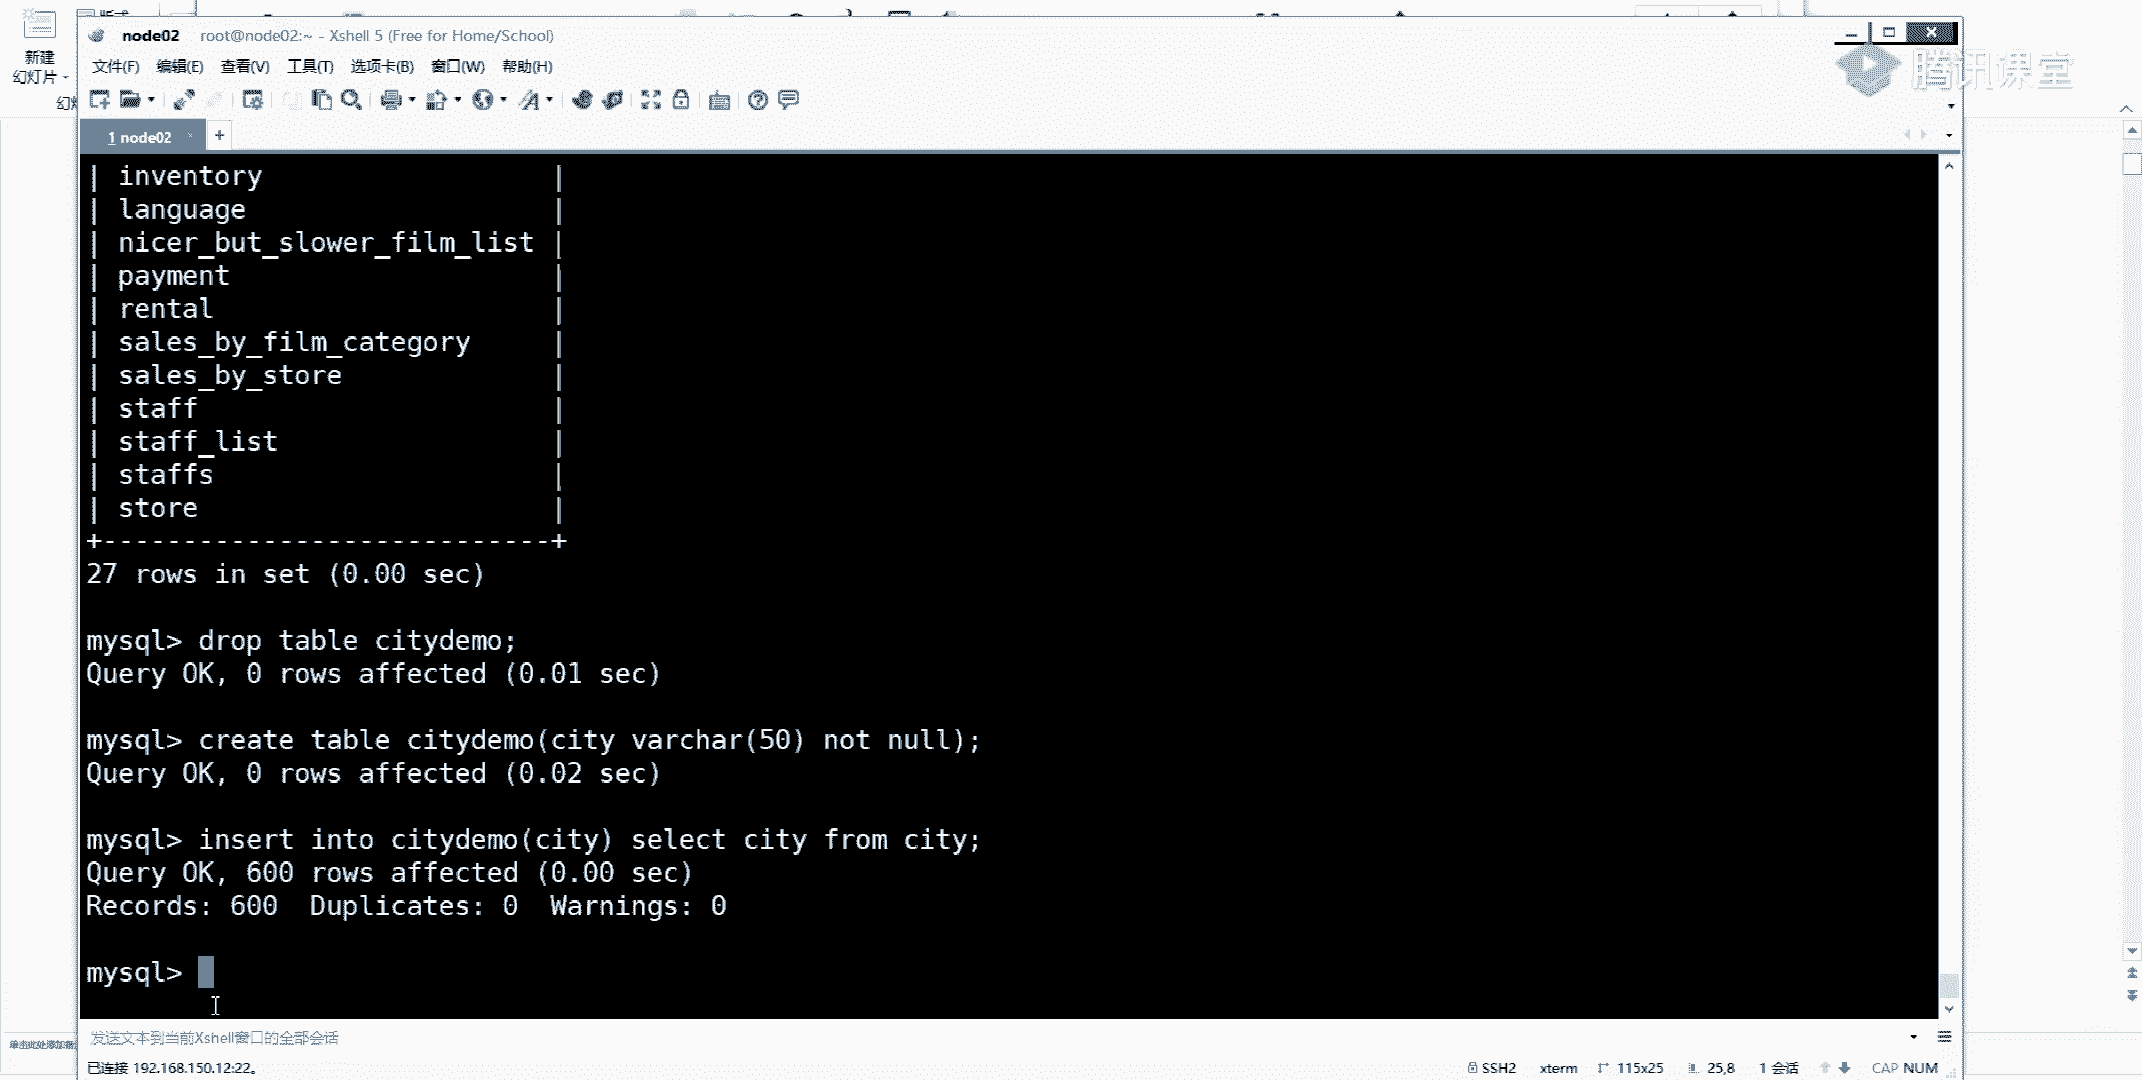 新建
幻灯片
node02 root@node02:~ - Xshell 5 (Free for Home/School)
腾讯课堂
文件(F) 编辑(E) 查看(V) 工具(T) 选项卡(B) 窗口(W) 帮助(H)
1 node02
| inventory |
| language |
| nicer_but_slower_film_list |
| payment |
| rental |
| sales_by_film_category |
| sales_by_store |
| staff |
| staff_list |
| staffs |
| store |
+----------------------------+
27 rows in set (0.00 sec)
mysql> drop table citydemo;
Query OK, 0 rows affected (0.01 sec)
mysql> create table citydemo(city varchar(50) not null);
Query OK, 0 rows affected (0.02 sec)
mysql> insert into citydemo(city) select city from city;
Query OK, 600 rows affected (0.00 sec)
Records: 600 Duplicates: 0 Warnings: 0
mysql>
发送文本到当前Xshell窗口的全部会话
已连接 192.168.150.12:22。 SSH2 xterm 115x25 25,8 1 会话 CAP NUM